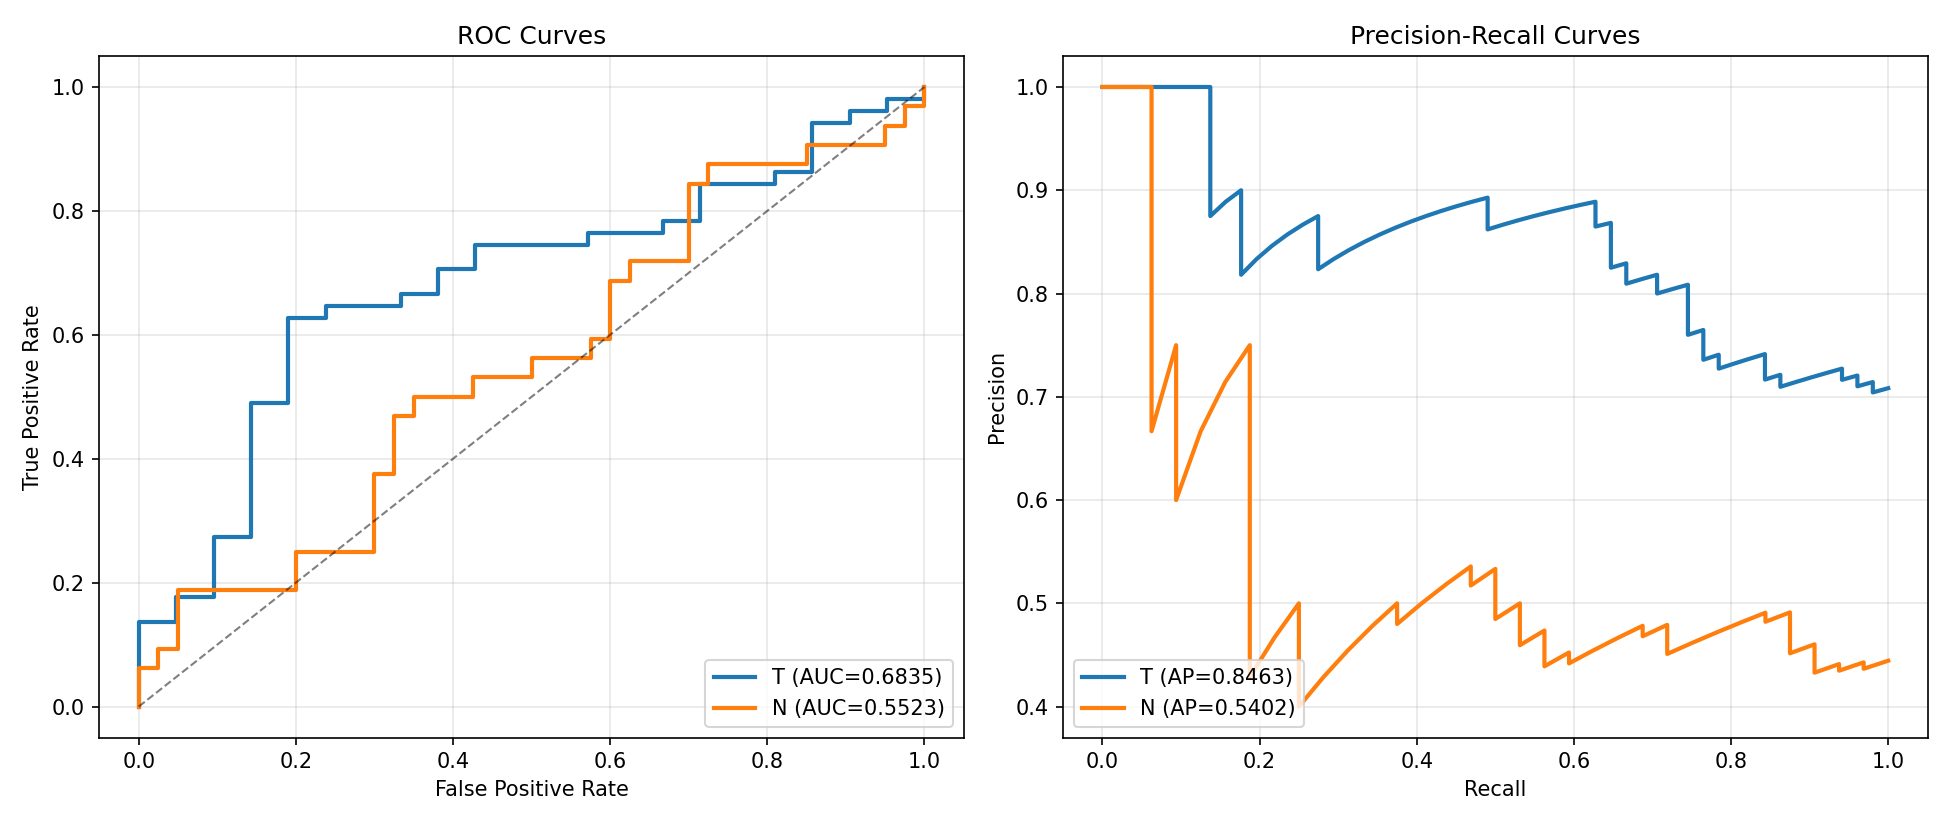 ROC Curves
True Positive Rate
1.0
0.8
0.6
0.4
0.2
0.0
T (AUC=0.6835)
N (AUC=0.5523)
0.0 0.2 0.4 0.6 0.8 1.0
False Positive Rate
Precision-Recall Curves
Precision
1.0
0.9
0.8
0.7
0.6
0.5
0.4
T (AP=0.8463)
N (AP=0.5402)
0.0 0.2 0.4 0.6 0.8 1.0
Recall